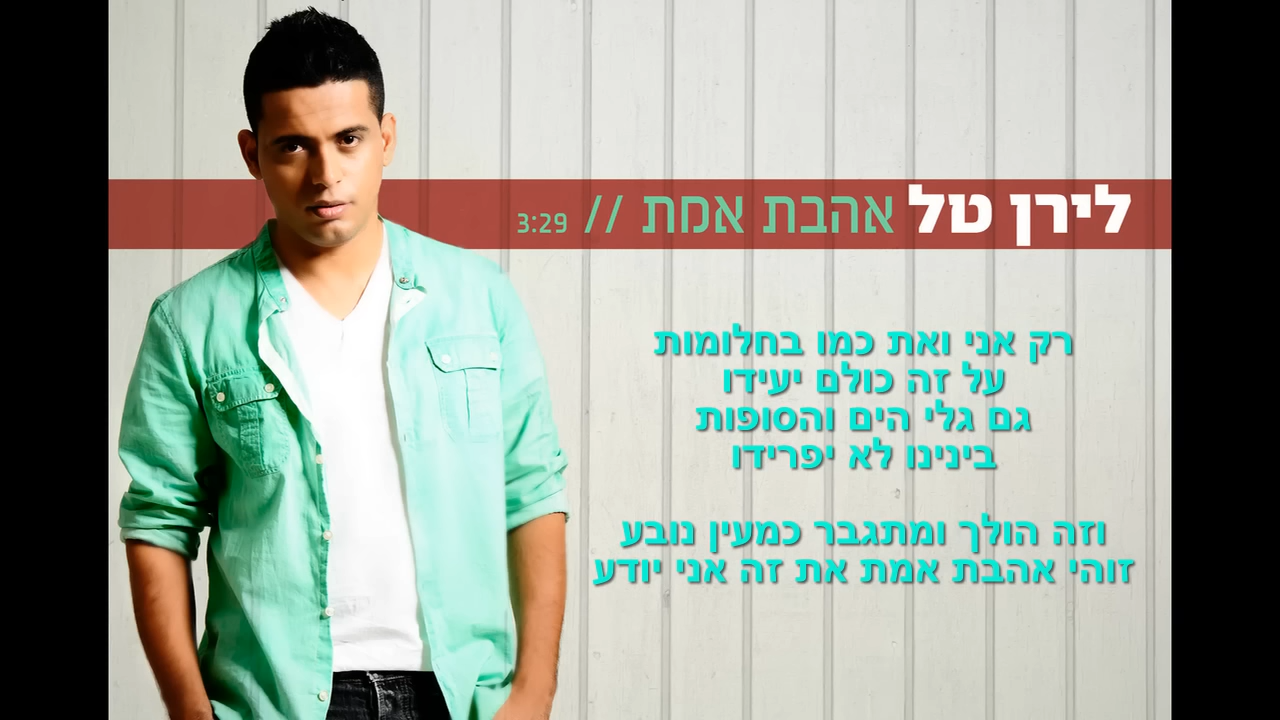 לירן טל אהבת אמת // 3:29
רק אני ואת כמו בחלומות
על זה כולם יעידו
גם גלי הים והסופות
בינינו לא יפרידו
וזה הולך ומתגבר כמעין נובע
זוהי אהבת אמת את זה אני יודע